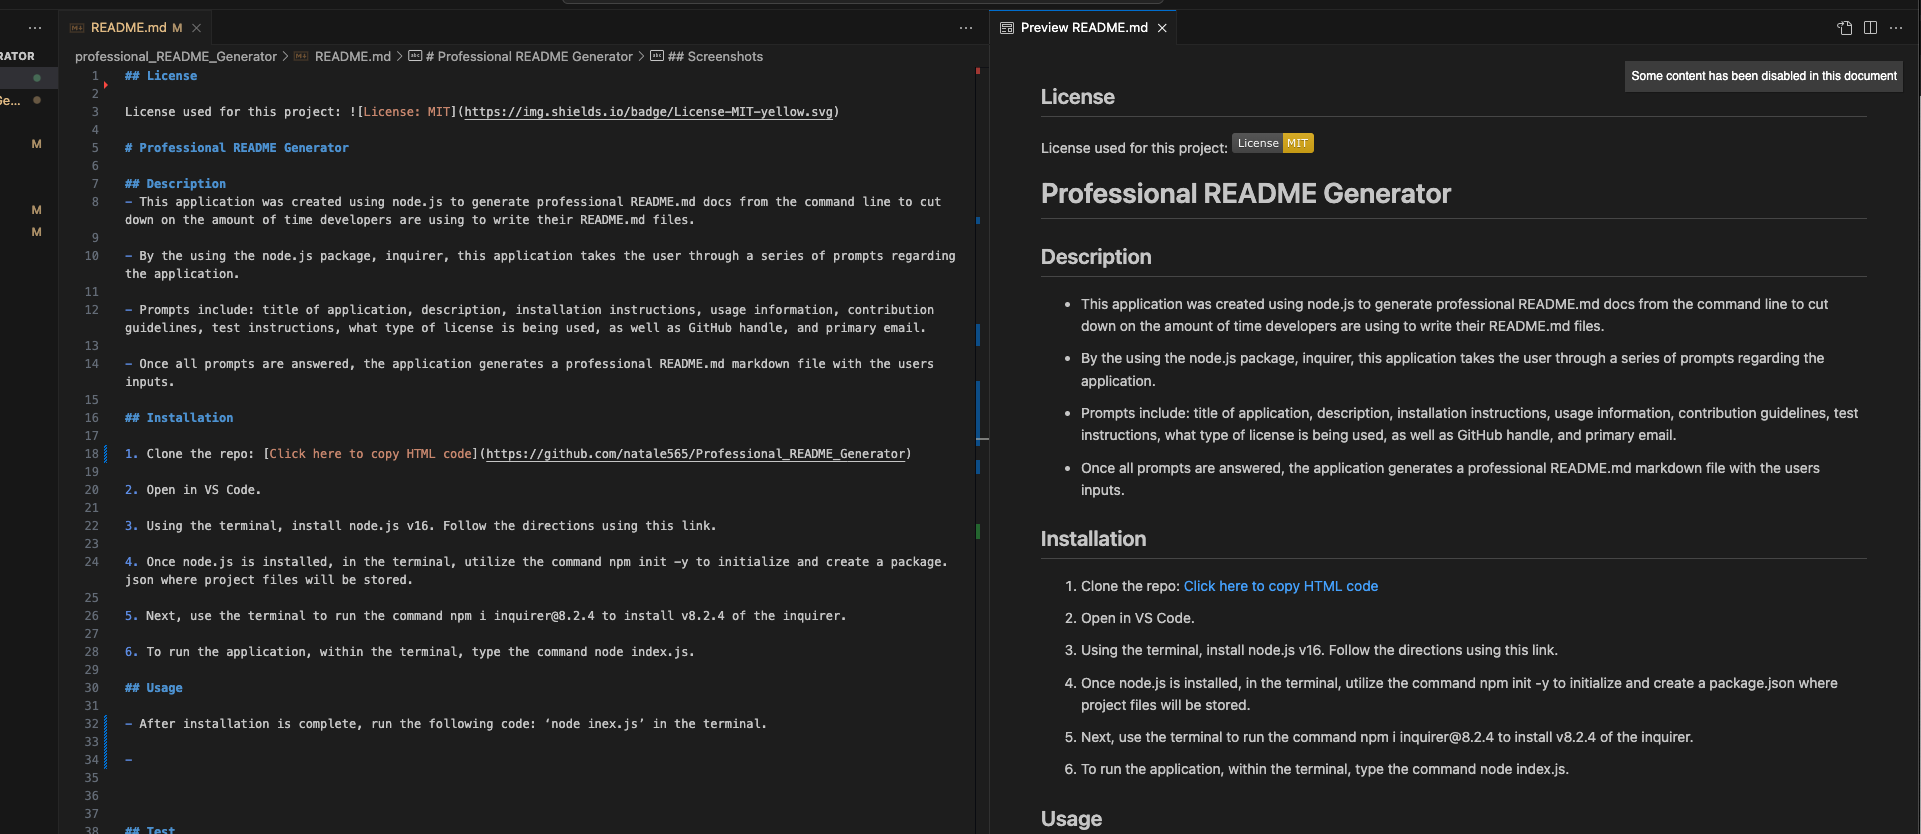 RATOR
Ge...
M
M
M
README.md M
professional_README_Generator > README.md > # Professional README Generator > ## Screenshots
1 ## License
2
3 License used for this project: ![License: MIT](https://img.shields.io/badge/License-MIT-yellow.svg)
4
5 # Professional README Generator
6
7 ## Description
8 - This application was created using node.js to generate professional README.md docs from the command line to cut
down on the amount of time developers are using to write their README.md files.
9
10 - By the using the node.js package, inquirer, this application takes the user through a series of prompts regarding
the application.
11
12 - Prompts include: title of application, description, installation instructions, usage information, contribution
guidelines, test instructions, what type of license is being used, as well as GitHub handle, and primary email.
13
14 - Once all prompts are answered, the application generates a professional README.md markdown file with the users
inputs.
15
16 ## Installation
17
18 1. Clone the repo: [Click here to copy HTML code](https://github.com/natale565/Professional_README_Generator)
19
20 2. Open in VS Code.
21
22 3. Using the terminal, install node.js v16. Follow the directions using this link.
23
24 4. Once node.js is installed, in the terminal, utilize the command npm init -y to initialize and create a package.
json where project files will be stored.
25
26 5. Next, use the terminal to run the command npm i inquirer@8.2.4 to install v8.2.4 of the inquirer.
27
28 6. To run the application, within the terminal, type the command node index.js.
29
30 ## Usage
31
32 - After installation is complete, run the following code: ‘node inex.js’ in the terminal.
33
34 -
35
36
37
38 ## Test
Preview README.md
Some content has been disabled in this document
License
License used for this project: License MIT
Professional README Generator
Description
• This application was created using node.js to generate professional README.md docs from the command line to cut
down on the amount of time developers are using to write their README.md files.
• By the using the node.js package, inquirer, this application takes the user through a series of prompts regarding the
application.
• Prompts include: title of application, description, installation instructions, usage information, contribution guidelines, test
instructions, what type of license is being used, as well as GitHub handle, and primary email.
• Once all prompts are answered, the application generates a professional README.md markdown file with the users
inputs.
Installation
1. Clone the repo: Click here to copy HTML code
2. Open in VS Code.
3. Using the terminal, install node.js v16. Follow the directions using this link.
4. Once node.js is installed, in the terminal, utilize the command npm init -y to initialize and create a package.json where
project files will be stored.
5. Next, use the terminal to run the command npm i inquirer@8.2.4 to install v8.2.4 of the inquirer.
6. To run the application, within the terminal, type the command node index.js.
Usage